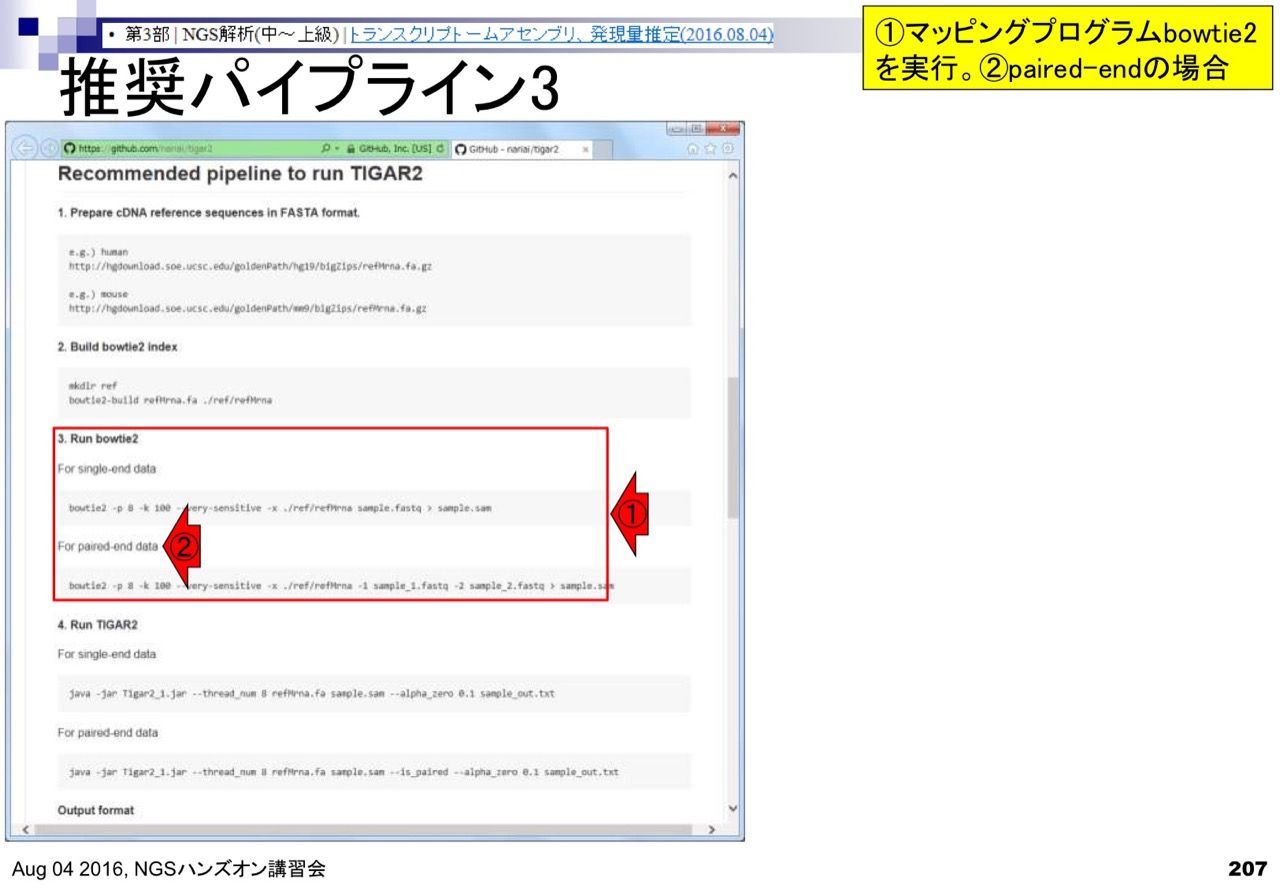 • 第3部 | NGS解析(中～上級) | トランスクリプトームアセンブリ、発現量推定(2016.08.04)
①マッピングプログラムbowtie2
を実行。②paired-endの場合
推奨パイプライン3
https://github.com/nariai/tigar2
GitHub, Inc. [US]
GitHub - nariai/tigar2
Recommended pipeline to run TIGAR2
1. Prepare cDNA reference sequences in FASTA format.
e.g.) human
http://hgdownload.soe.ucsc.edu/goldenPath/hg19/bigZips/refMrna.fa.gz
e.g.) mouse
http://hgdownload.soe.ucsc.edu/goldenPath/mm9/bigZips/refMrna.fa.gz
2. Build bowtie2 index
mkdir ref
bowtie2-build refMrna.fa ./ref/refMrna
3. Run bowtie2
For single-end data
bowtie2 -p 8 -k 100 --very-sensitive -x ./ref/refMrna sample.fastq > sample.sam
①
For paired-end data
②
bowtie2 -p 8 -k 100 --very-sensitive -x ./ref/refMrna -1 sample_1.fastq -2 sample_2.fastq > sample.sam
4. Run TIGAR2
For single-end data
java -jar Tigar2_1.jar --thread_num 8 refMrna.fa sample.sam --alpha_zero 0.1 sample_out.txt
For paired-end data
java -jar Tigar2_1.jar --thread_num 8 refMrna.fa sample.sam --is_paired --alpha_zero 0.1 sample_out.txt
Output format
Aug 04 2016, NGSハンズオン講習会
207